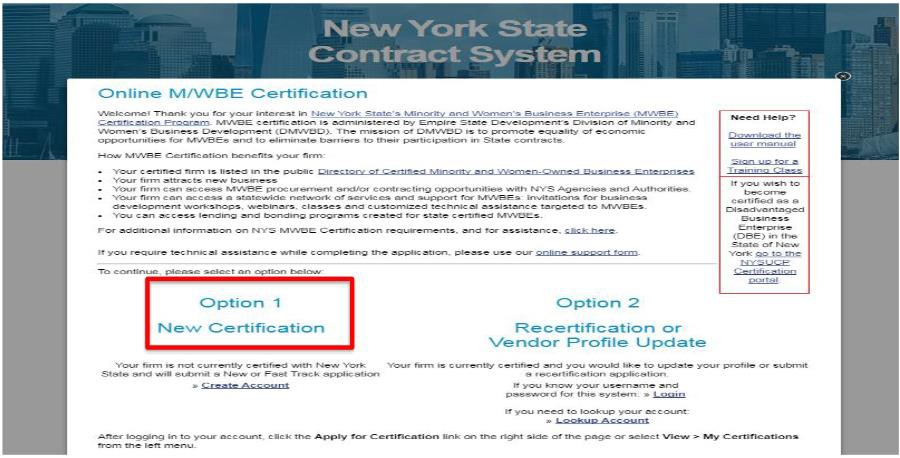 New York State
Contract System
Online M/WBE Certification
Welcome! Thank you for your interest in New York State's Minority and Women's Business Enterprise (MWBE)
Certification Program. MWBE certification is administered by Empire State Development's Division of Minority and
Women's Business Development (DMWBD). The mission of DMWBD is to promote equality of economic
opportunities for MWBEs and to eliminate barriers to their participation in State contracts.
How MWBE Certification benefits your firm:
• Your certified firm is listed in the public Directory of Certified Minority and Women-Owned Business Enterprises
• Your firm attracts new business
• Your firm can access MWBE procurement and/or contracting opportunities with NYS Agencies and Authorities.
• Your firm can access a statewide network of services and support for MWBEs: invitations for business
development workshops, webinars, classes and customized technical assistance targeted to MWBEs.
• You can access lending and bonding programs created for state certified MWBEs.
For additional information on NYS MWBE Certification requirements, and for assistance, click here.
If you require technical assistance while completing the application, please use our online support form.
To continue, please select an option below:
Need Help?
Download the
user manual
Sign up for a
Training Class
If you wish to
become
certified as a
Disadvantaged
Business
Enterprise
(DBE) in the
State of New
York go to the
NYSUCP
Certification
portal.
Option 1
New Certification
Your firm is not currently certified with New York
State and will submit a New or Fast Track application
» Create Account
Option 2
Recertification or
Vendor Profile Update
Your firm is currently certified and you would like to update your profile or submit
a recertification application.
If you know your username and
password for this system: » Login
If you need to lookup your account:
» Lookup Account
After logging in to your account, click the Apply for Certification link on the right side of the page or select View > My Certifications
from the left menu.